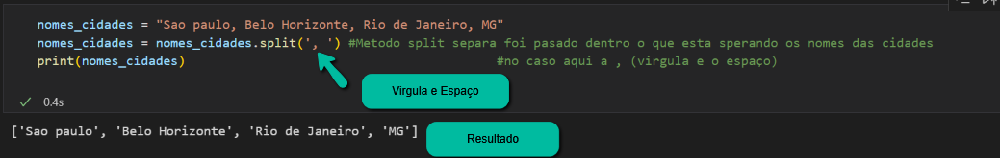 nomes_cidades = "Sao paulo, Belo Horizonte, Rio de Janeiro, MG"
nomes_cidades = nomes_cidades.split(', ') #Metodo split separa foi pasado dentro o que esta sperando os nomes das cidades
print(nomes_cidades) #no caso aqui a , (virgula e o espaço)
Virgula e Espaço
0.4s
['Sao paulo', 'Belo Horizonte', 'Rio de Janeiro', 'MG']
Resultado